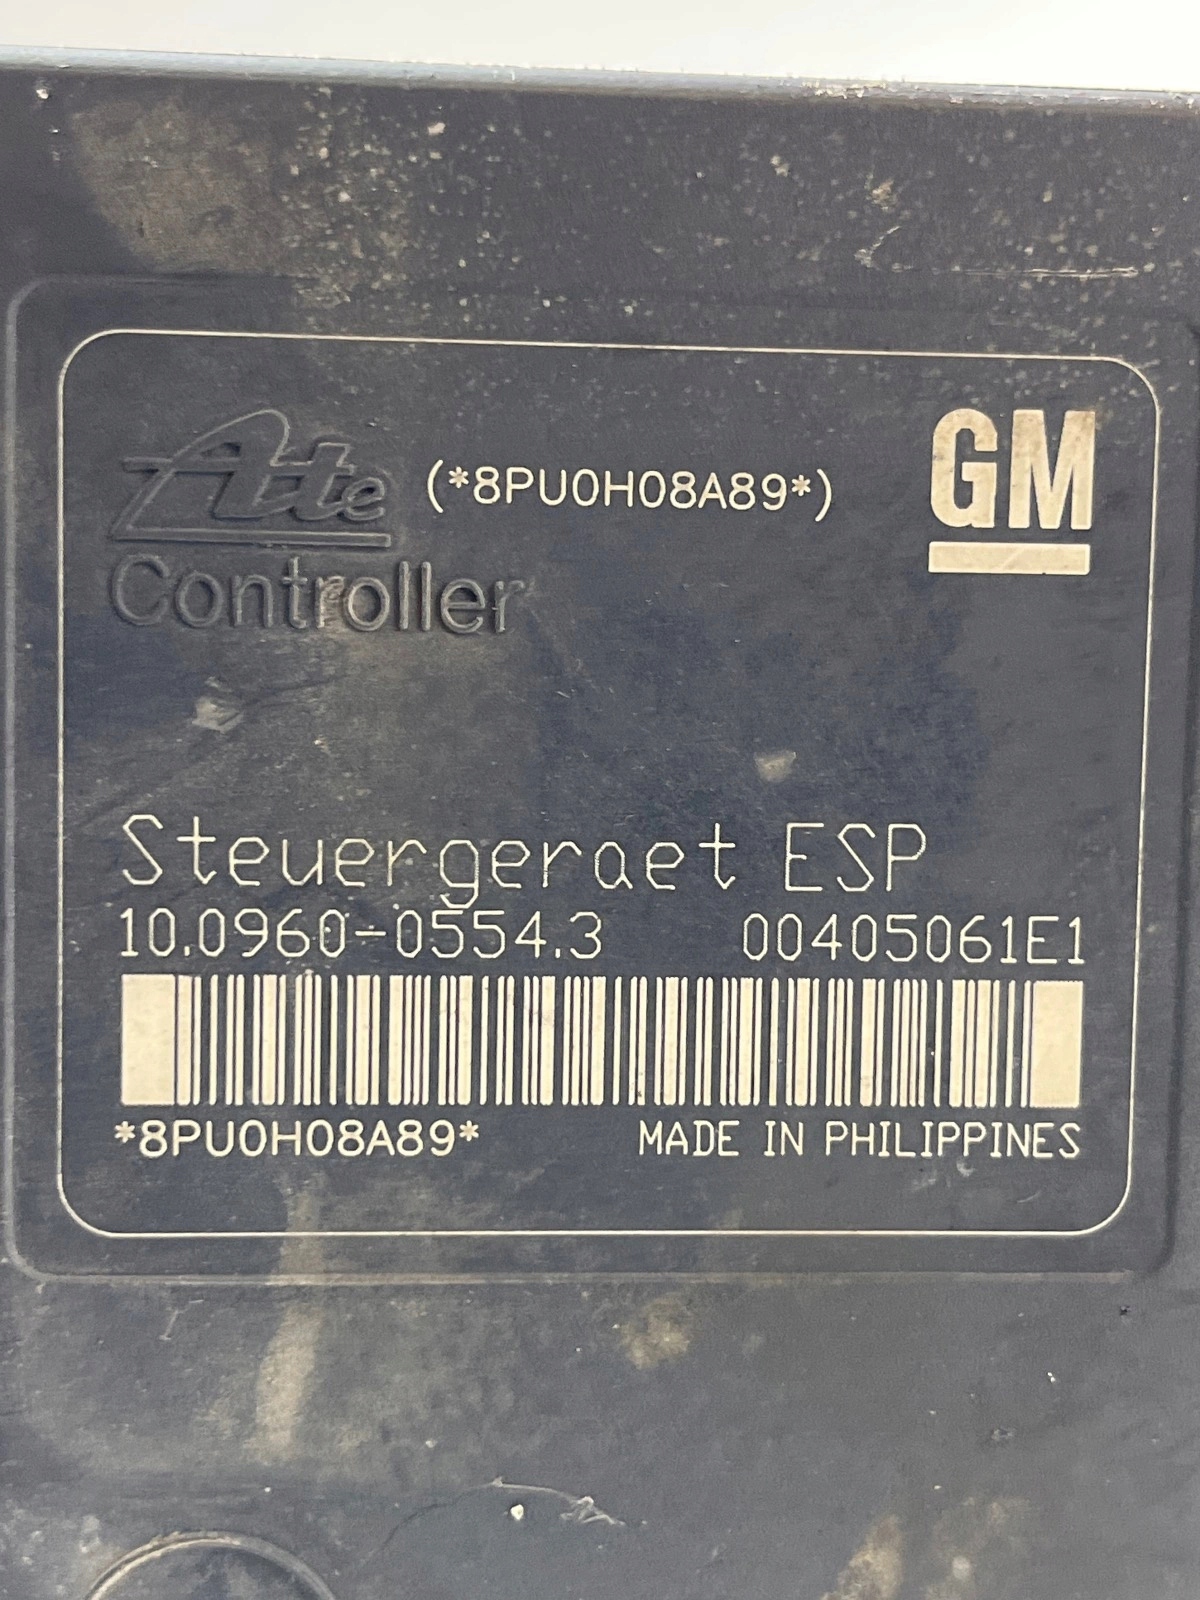 Ate (*8PU0H08A89*) GM
Controller
Steuergeraet ESP
10.0960-0554.3 00405061E1
*8PU0H08A89* MADE IN PHILIPPINES